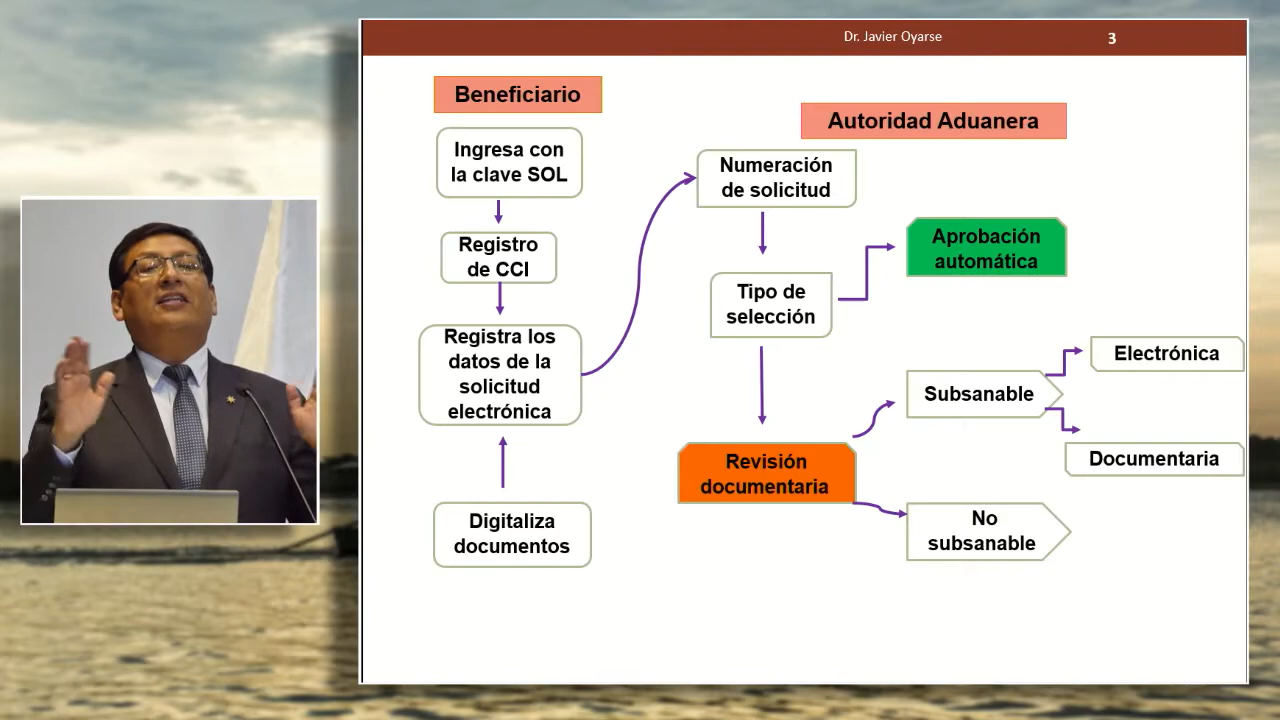 Dr. Javier Oyarse
3
Beneficiario
Ingresa con
la clave SOL
Registro
de CCI
Registra los
datos de la
solicitud
electrónica
Digitaliza
documentos
Autoridad Aduanera
Numeración
de solicitud
Tipo de
selección
Aprobación
automática
Revisión
documentaria
Subsanable
Electrónica
Documentaria
No
subsanable